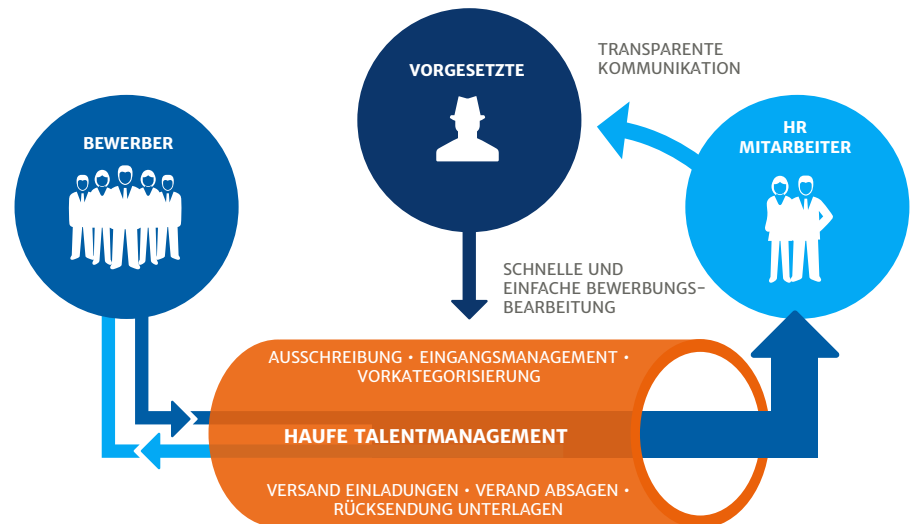 VORGESETZTE
TRANSPARENTE
KOMMUNIKATION
BEWERBER
HR
MITARBEITER
SCHNELLE UND
EINFACHE BEWERBUNGS-
BEARBEITUNG
AUSSCHREIBUNG • EINGANGSMANAGEMENT •
VORKATEGORISIERUNG
HAUFE TALENTMANAGEMENT
VERSAND EINLADUNGEN • VERAND ABSAGEN •
RÜCKSENDUNG UNTERLAGEN